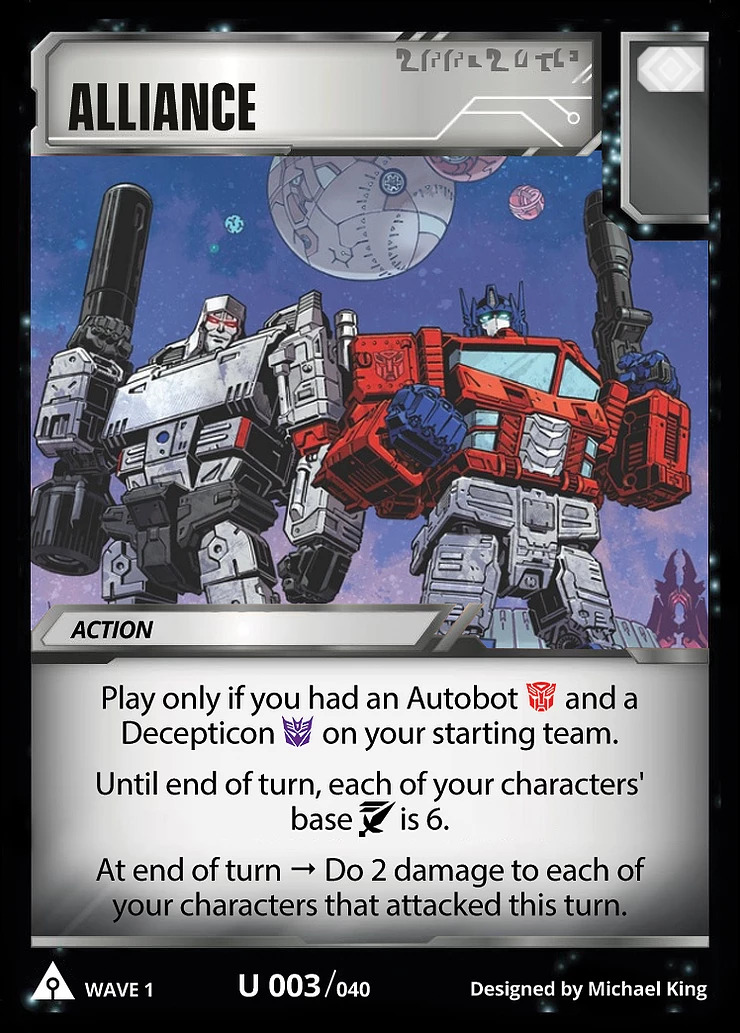 ALLIANCE
ACTION
Play only if you had an Autobot and a
Decepticon on your starting team.
Until end of turn, each of your characters'
base is 6.
At end of turn → Do 2 damage to each of
your characters that attacked this turn.
WAVE 1
U 003/040
Designed by Michael King